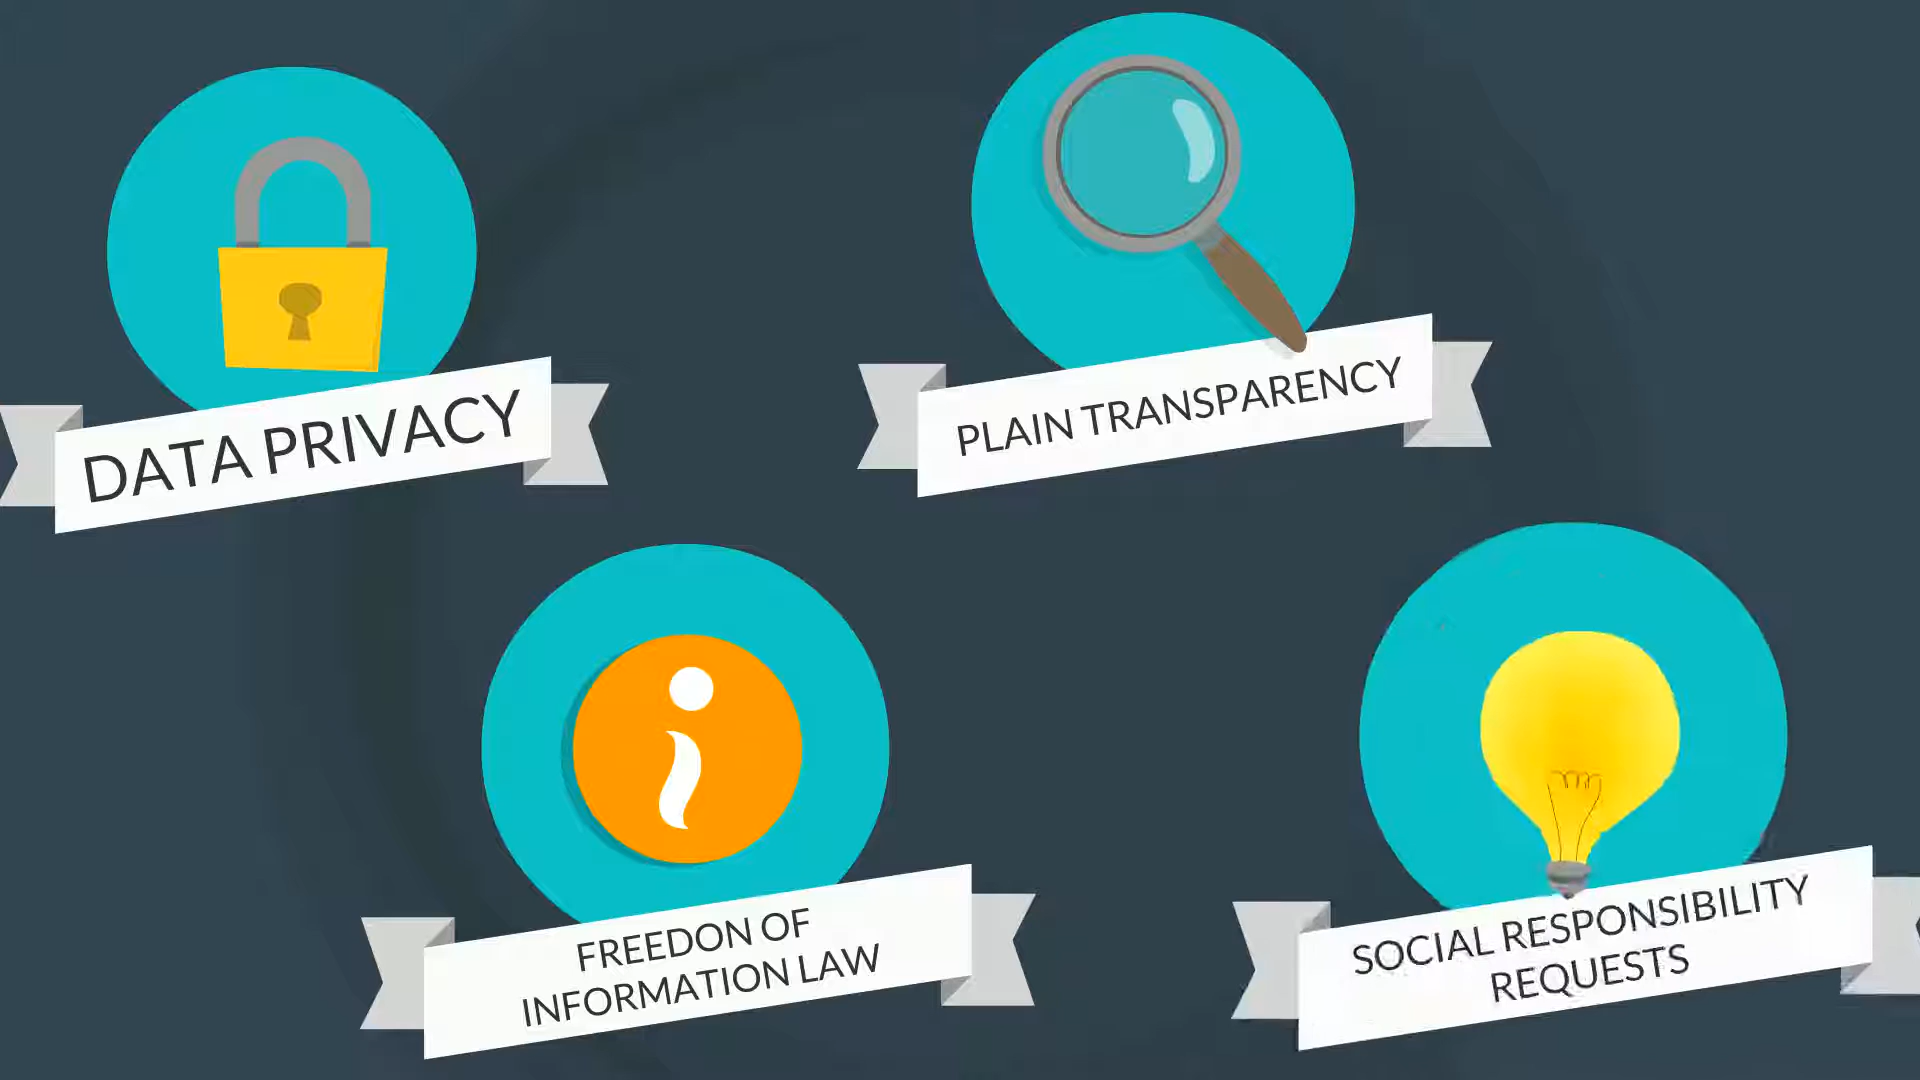 DATA PRIVACY
PLAIN TRANSPARENCY
FREEDON OF
INFORMATION LAW
SOCIAL RESPONSIBILITY
REQUESTS